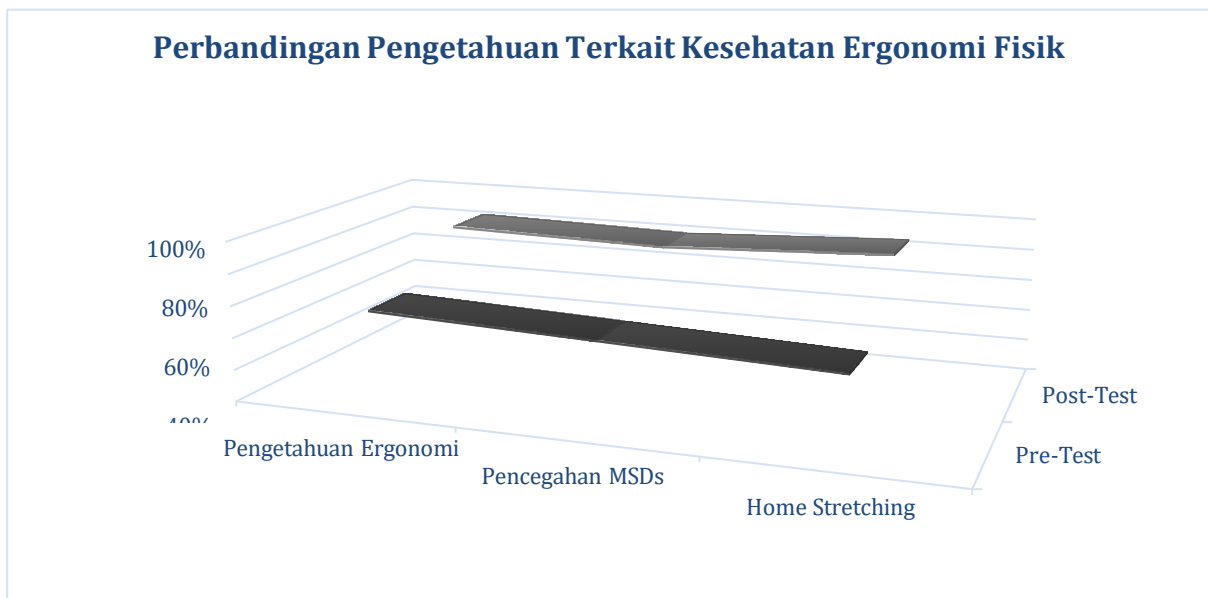 Perbandingan Pengetahuan Terkait Kesehatan Ergonomi Fisik
100%
80%
60%
Post-Test
Pre-Test
Pengetahuan Ergonomi
Pencegahan MSDs
Home Stretching